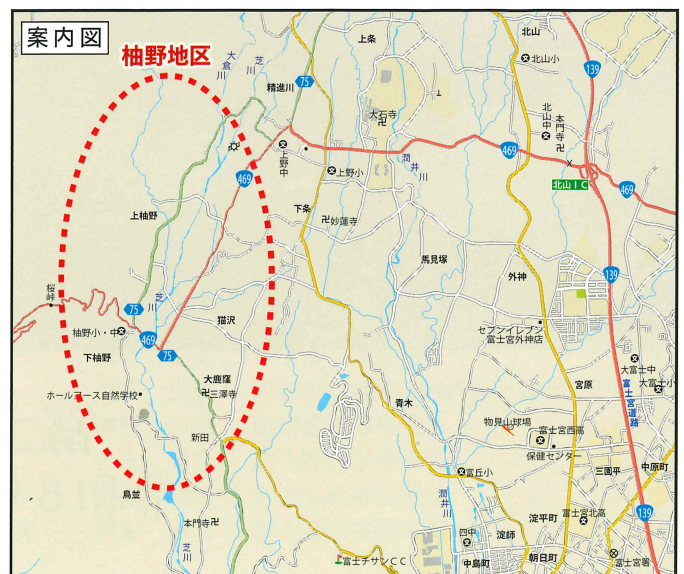 案内図
柚野地区
大倉川
芝川
精進川
75
上条
北山
北山小
139
大石寺
北山中
本門寺
469
上野中
上野小
潤井川
北山IC
469
469
上柚野
下条
妙蓮寺
馬見塚
外神
139
桜峠
75
芝川
柚野小・中
469
猫沢
75
下柚野
セブンイレブン
富士宮外神店
大富士中
大富士小
大鹿窪
三澤寺
ホールアース自然学校
宮原
富士宮道路
青木
物見山球場
富士宮西高
保健センター
新田
三園平
中原町
富丘小
鳥並
潤井川
本門寺
淀平町
富士宮北高
139
四中
淀師
芝川
富士チサンCC
中島町
朝日町
富士宮署